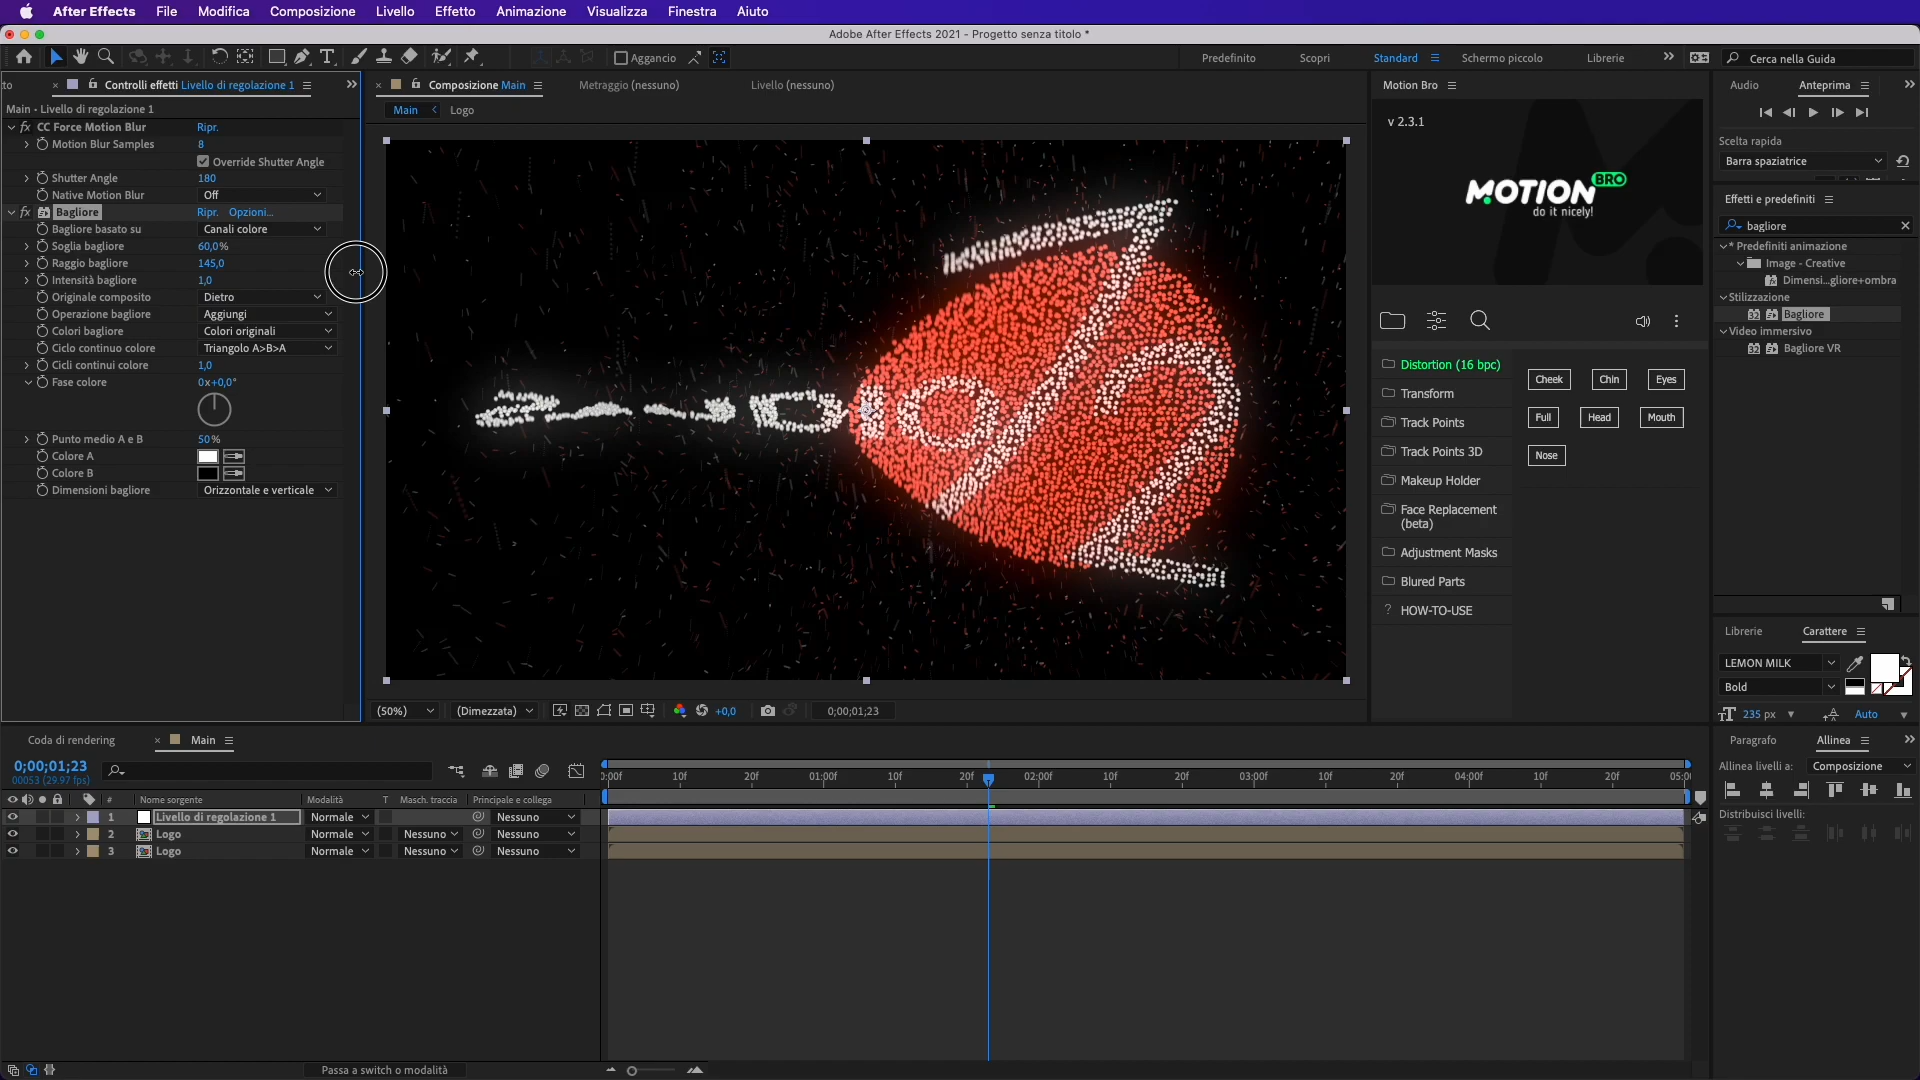 After Effects File Modifica Composizione Livello Effetto Animazione Visualizza Finestra Aiuto
Adobe After Effects 2021 - Progetto senza titolo *
Aggancio Predefinito Scopri Standard Schermo piccolo Librerie Cerca nella Guida
to Controlli effetti Livello di regolazione 1
Main • Livello di regolazione 1
fx CC Force Motion Blur Ripr.
Motion Blur Samples 8
Override Shutter Angle
Shutter Angle 180
Native Motion Blur Off
fx Bagliore Ripr. Opzioni...
Bagliore basato su Canali colore
Soglia bagliore 60,0%
Raggio bagliore 145,0
Intensità bagliore 1,0
Originale composito Dietro
Operazione bagliore Aggiungi
Colori bagliore Colori originali
Ciclo continuo colore Triangolo A>B>A
Cicli continui colore 1,0
Fase colore 0x+0,0°
Punto medio A e B 50%
Colore A
Colore B
Dimensioni bagliore Orizzontale e verticale
Composizione Main Metraggio (nessuno) Livello (nessuno)
Main Logo
(50%) (Dimezzata) +0,0 0;00;01;23
Motion Bro
v 2.3.1
MOTION BRO
do it nicely!
Distortion (16 bpc)
Transform
Track Points
Track Points 3D
Makeup Holder
Face Replacement
(beta)
Adjustment Masks
Blured Parts
? HOW-TO-USE
Cheek Chin Eyes
Full Head Mouth
Nose
Audio Anteprima
Scelta rapida
Barra spaziatrice
Effetti e predefiniti
bagliore
* Predefiniti animazione
Image - Creative
Dimensi...gliore+ombra
Stilizzazione
32 Bagliore
Video immersivo
32 Bagliore VR
Librerie Carattere
LEMON MILK
Bold
235 px Auto
Paragrafo Allinea
Allinea livelli a: Composizione
Distribuisci livelli:
Coda di rendering Main
0;00;01;23
00053 (29.97 fps)
# Nome sorgente Modalità T Masch. traccia Principale e collega
1 Livello di regolazione 1 Normale Nessuno
2 Logo Normale Nessuno Nessuno
3 Logo Normale Nessuno Nessuno
0:00f 10f 20f 01:00f 10f 20f 02:00f 10f 20f 03:00f 10f 20f 04:00f 10f 20f 05:0
Passa a switch o modalità